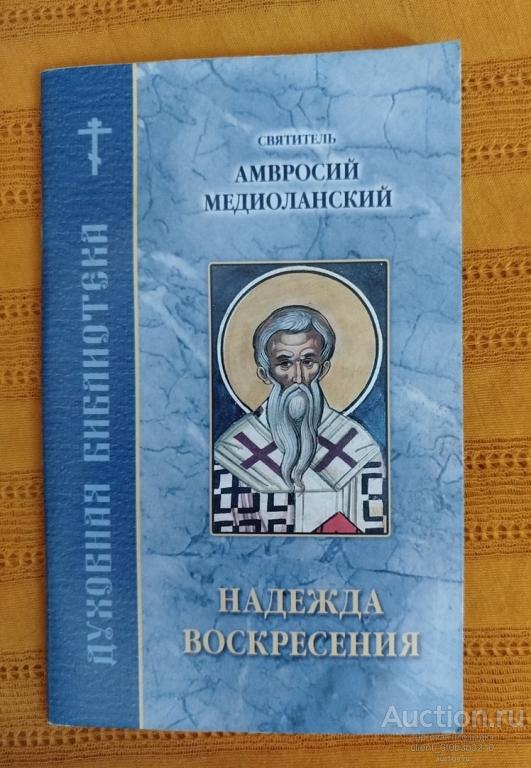 ДУХОВНАЯ БИБЛИОТЕКА
СВЯТИТЕЛЬ
АМВРОСИЙ
МЕДИОЛАНСКИЙ
НАДЕЖДА
ВОСКРЕСЕНИЯ
Auction.ru